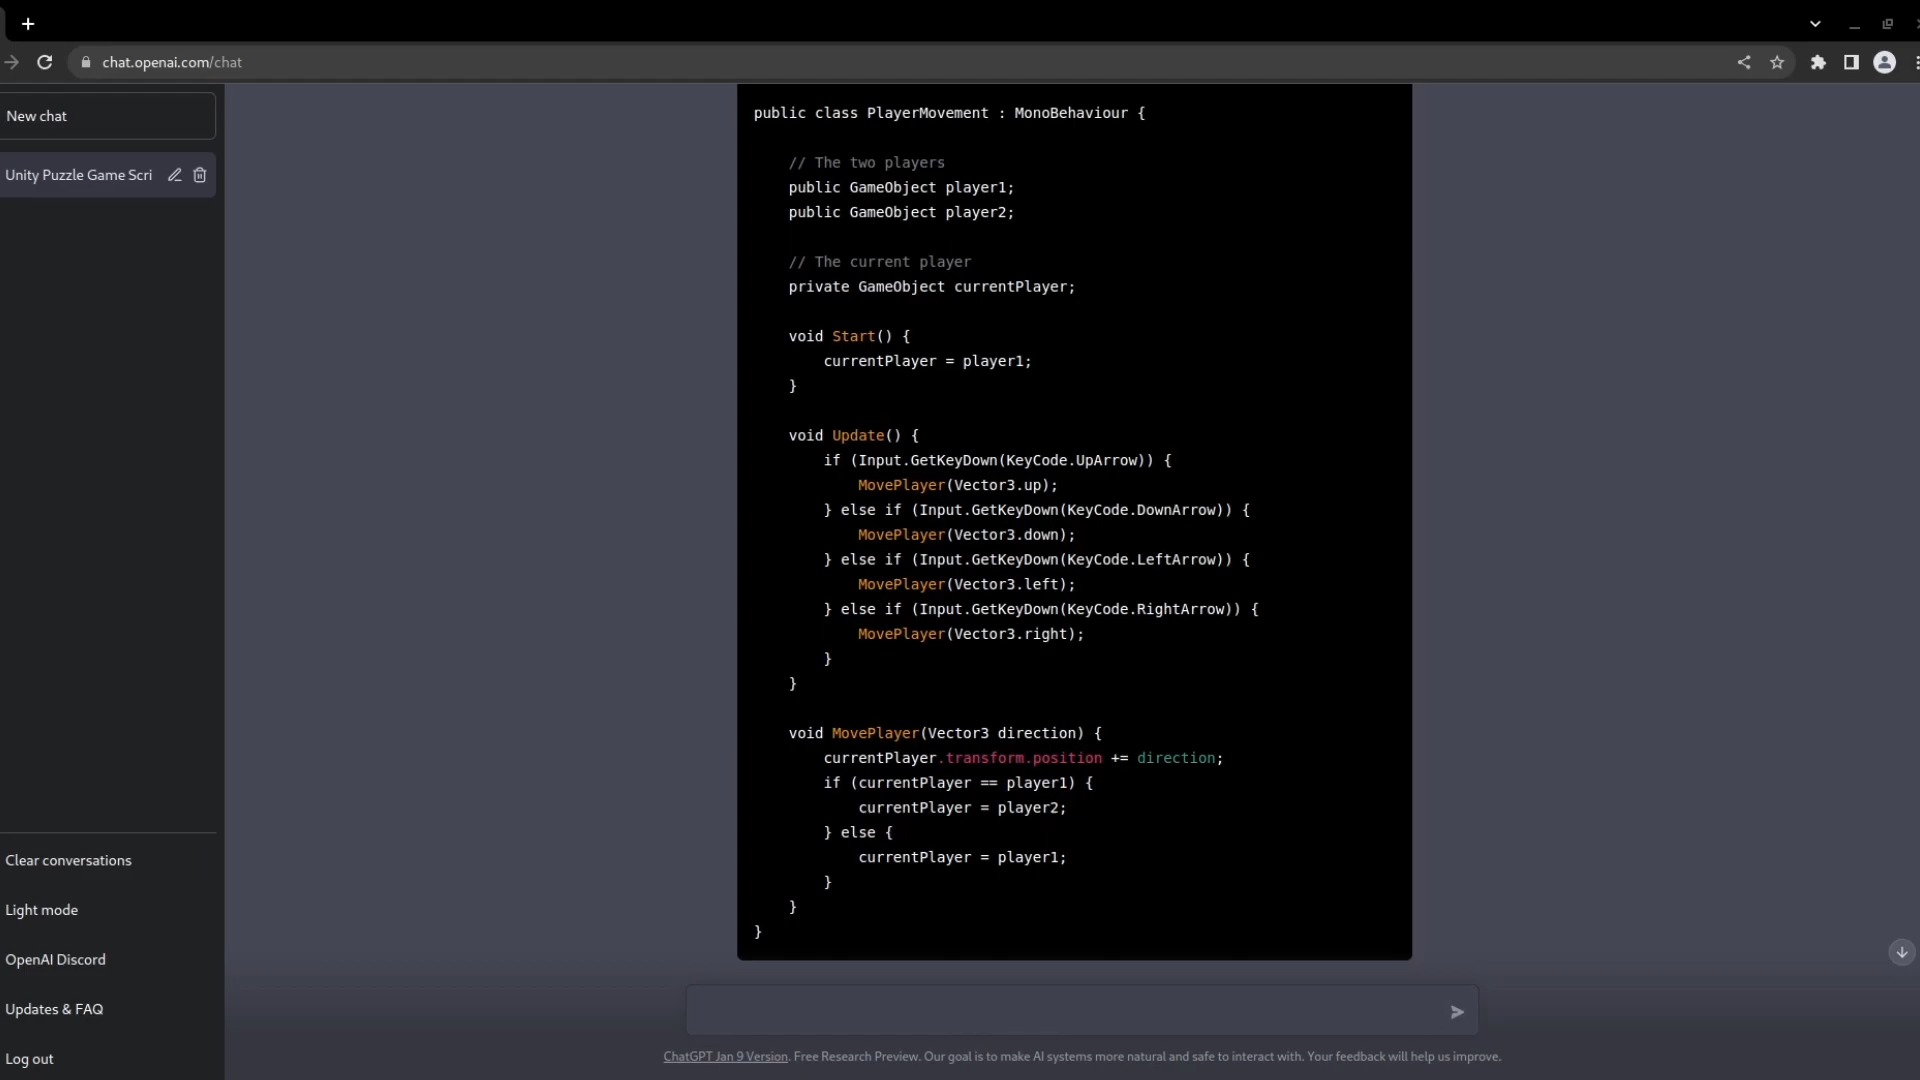 chat.openai.com/chat
New chat
Unity Puzzle Game Scri
public class PlayerMovement : MonoBehaviour {
// The two players
public GameObject player1;
public GameObject player2;
// The current player
private GameObject currentPlayer;
void Start() {
currentPlayer = player1;
}
void Update() {
if (Input.GetKeyDown(KeyCode.UpArrow)) {
MovePlayer(Vector3.up);
} else if (Input.GetKeyDown(KeyCode.DownArrow)) {
MovePlayer(Vector3.down);
} else if (Input.GetKeyDown(KeyCode.LeftArrow)) {
MovePlayer(Vector3.left);
} else if (Input.GetKeyDown(KeyCode.RightArrow)) {
MovePlayer(Vector3.right);
}
}
void MovePlayer(Vector3 direction) {
currentPlayer.transform.position += direction;
if (currentPlayer == player1) {
currentPlayer = player2;
} else {
currentPlayer = player1;
}
}
}
Clear conversations
Light mode
OpenAI Discord
Updates & FAQ
Log out
ChatGPT Jan 9 Version. Free Research Preview. Our goal is to make AI systems more natural and safe to interact with. Your feedback will help us improve.